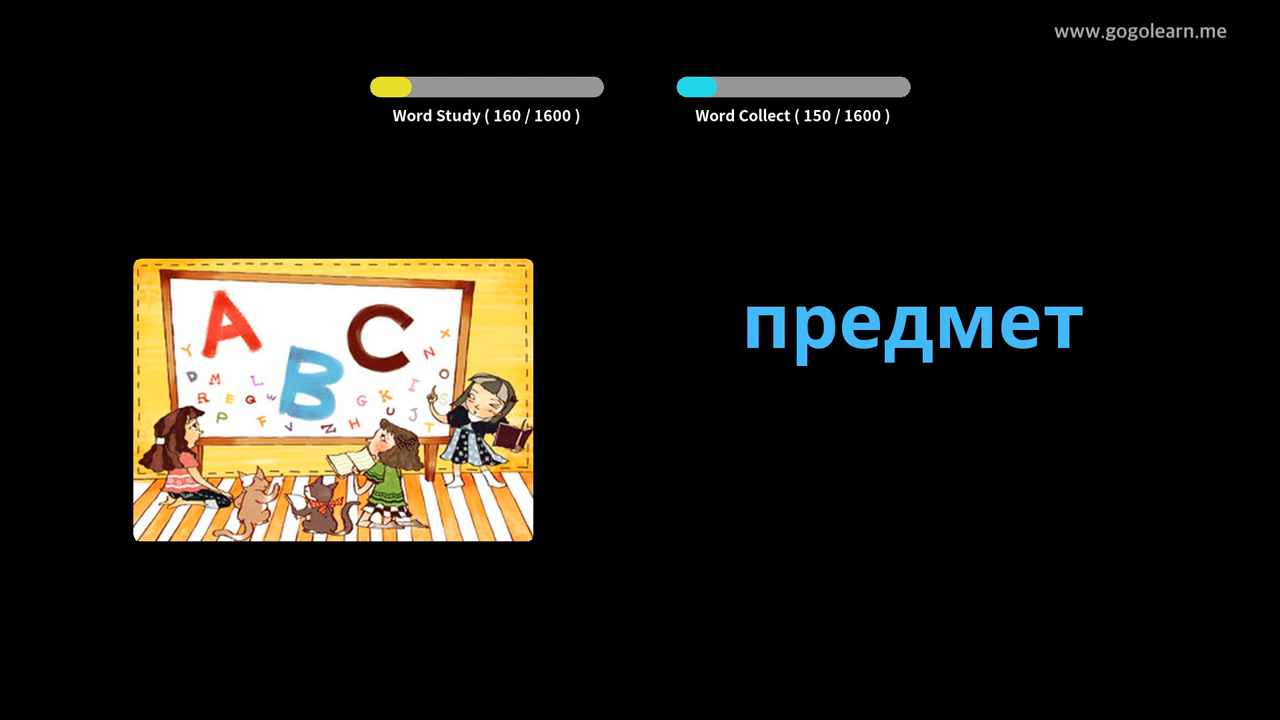 www.gogolearn.me
Word Study ( 160 / 1600 )
Word Collect ( 150 / 1600 )
предмет
A
B
C
Y
X
N
D
M
L
O
R
E
Q
W
G
K
I
S
P
F
V
Z
H
U
J
T